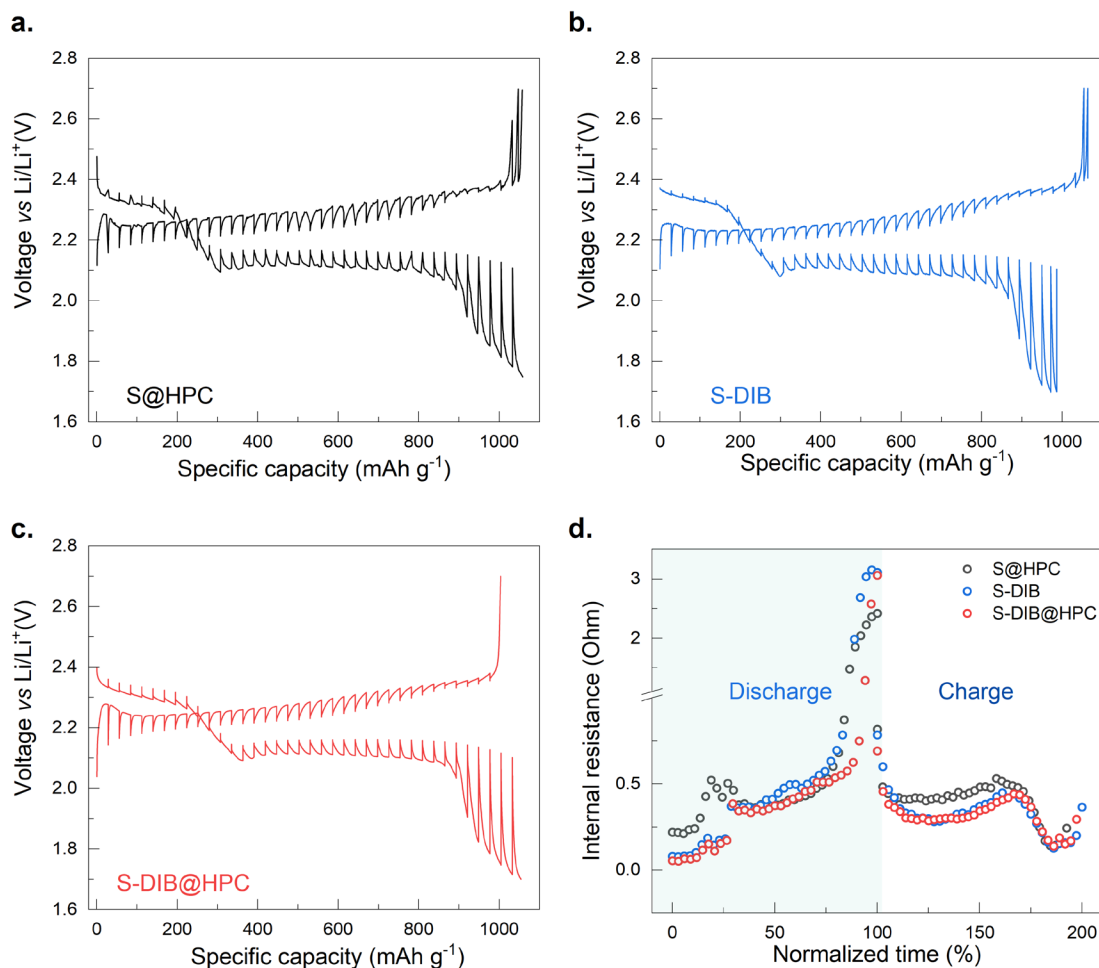 a.
Voltage vs Li/Li⁺(V)
2.8
2.6
2.4
2.2
2.0
1.8
1.6
S@HPC
0 200 400 600 800 1000
Specific capacity (mAh g⁻¹)
b.
Voltage vs Li/Li⁺(V)
2.8
2.6
2.4
2.2
2.0
1.8
1.6
S-DIB
0 200 400 600 800 1000
Specific capacity (mAh g⁻¹)
c.
Voltage vs Li/Li⁺(V)
2.8
2.6
2.4
2.2
2.0
1.8
1.6
S-DIB@HPC
0 200 400 600 800 1000
Specific capacity (mAh g⁻¹)
d.
Internal resistance (Ohm)
3
2
0.5
0.0
S@HPC
S-DIB
S-DIB@HPC
Discharge
Charge
0 50 100 150 200
Normalized time (%)